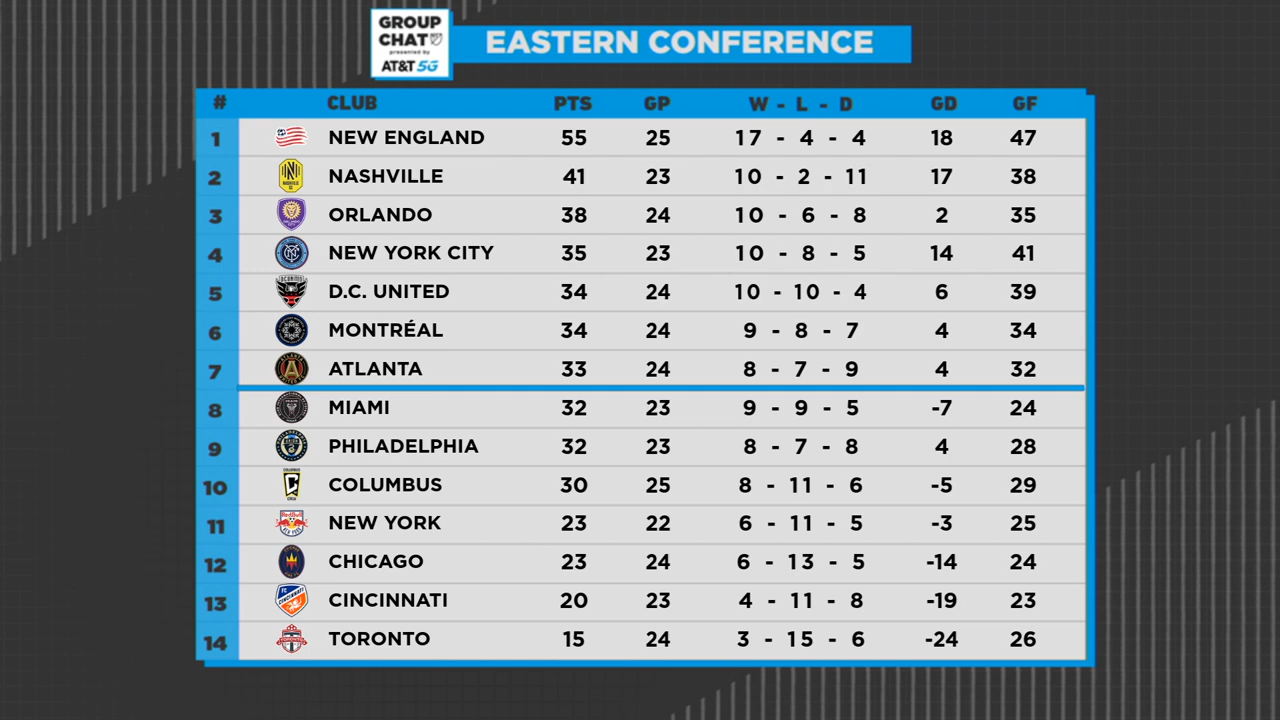 GROUP
CHAT
presented by
AT&T 5G
EASTERN CONFERENCE
# CLUB PTS GP W - L - D GD GF
1 NEW ENGLAND 55 25 17 - 4 - 4 18 47
2 NASHVILLE 41 23 10 - 2 - 11 17 38
3 ORLANDO 38 24 10 - 6 - 8 2 35
4 NEW YORK CITY 35 23 10 - 8 - 5 14 41
5 D.C. UNITED 34 24 10 - 10 - 4 6 39
6 MONTRÉAL 34 24 9 - 8 - 7 4 34
7 ATLANTA 33 24 8 - 7 - 9 4 32
8 MIAMI 32 23 9 - 9 - 5 -7 24
9 PHILADELPHIA 32 23 8 - 7 - 8 4 28
10 COLUMBUS 30 25 8 - 11 - 6 -5 29
11 NEW YORK 23 22 6 - 11 - 5 -3 25
12 CHICAGO 23 24 6 - 13 - 5 -14 24
13 CINCINNATI 20 23 4 - 11 - 8 -19 23
14 TORONTO 15 24 3 - 15 - 6 -24 26